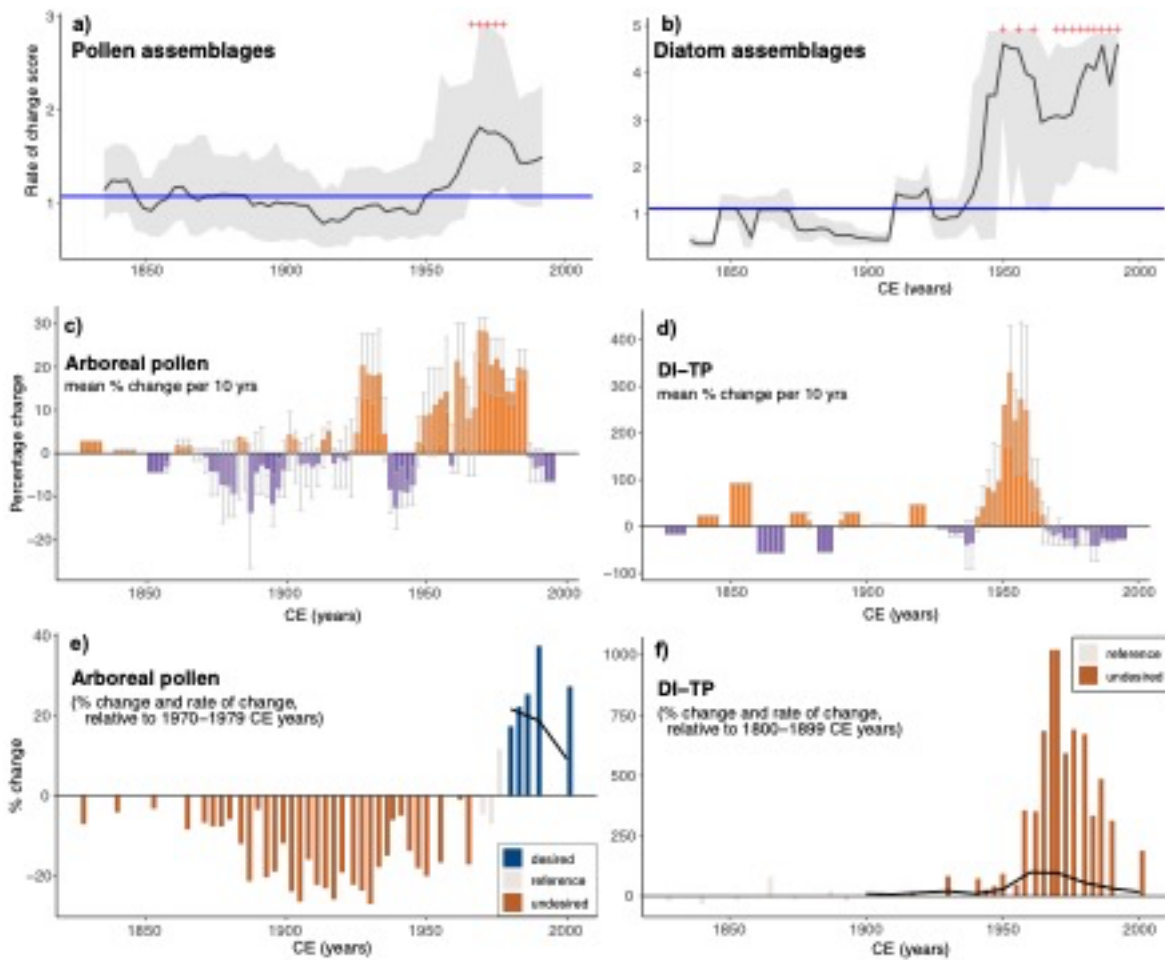 a)
Pollen assemblages
Rate of change score
3
2
1
1850
1900
1950
2000
b)
Diatom assemblages
5
4
3
2
1
1850
1900
1950
2000
CE (years)
c)
Arboreal pollen
mean % change per 10 yrs
Percentage change
30
20
10
0
-10
-20
1850
1900
1950
2000
CE (years)
d)
DI-TP
mean % change per 10 yrs
400
300
200
100
0
-100
1850
1900
1950
2000
CE (years)
e)
Arboreal pollen
(% change and rate of change,
relative to 1970-1979 CE years)
% change
40
20
0
-20
desired
reference
undesired
1850
1900
1950
2000
CE (years)
f)
DI-TP
(% change and rate of change,
relative to 1800-1899 CE years)
reference
undesired
1000
750
500
250
0
1850
1900
1950
2000
CE (years)